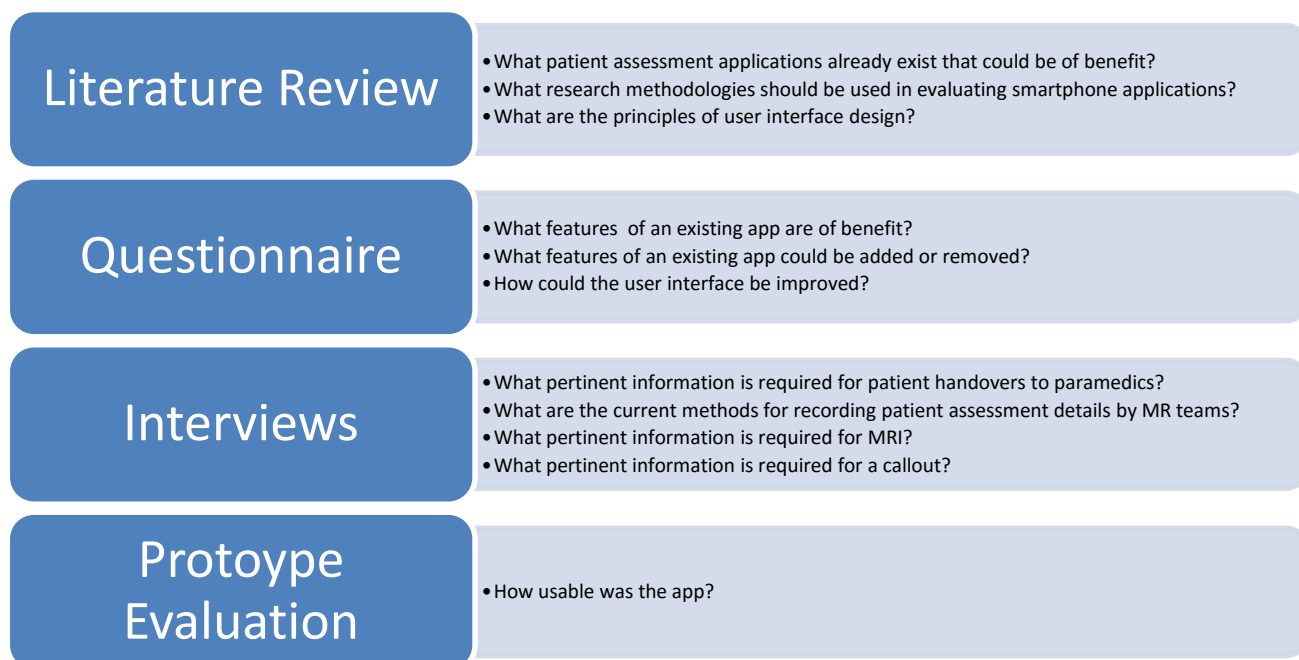 Literature Review
•What patient assessment applications already exist that could be of benefit?
•What research methodologies should be used in evaluating smartphone applications?
•What are the principles of user interface design?
Questionnaire
•What features  of an existing app are of benefit?
•What features of an existing app could be added or removed?
•How could the user interface be improved?
Interviews
•What pertinent information is required for patient handovers to paramedics?
•What are the current methods for recording patient assessment details by MR teams?
•What pertinent information is required for MRI?
•What pertinent information is required for a callout?
Protoype
Evaluation
•How usable was the app?